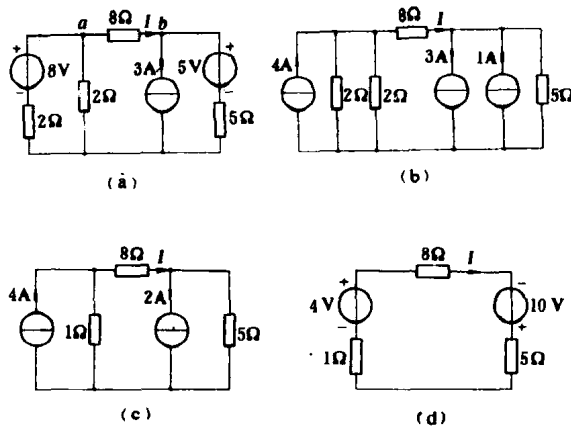 a 8Ω I b
+ 8V - 2Ω 2Ω 3A 5V + - 5Ω
(a)
8Ω I
4A 2Ω 2Ω 3A 1A 5Ω
(b)
8Ω I
4A 1Ω 2A 5Ω
(c)
8Ω I
+ 4V - 1Ω - 10V + 5Ω
(d)